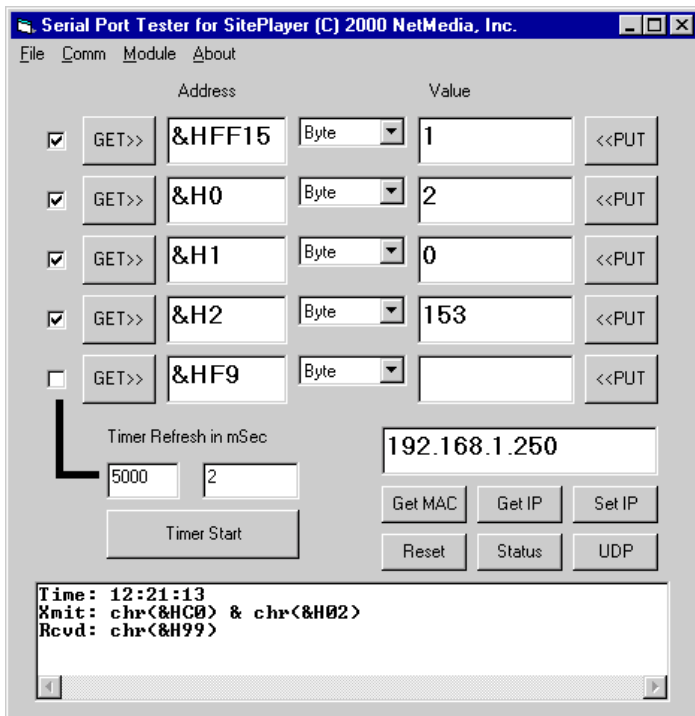 Serial Port Tester for SitePlayer (C) 2000 NetMedia, Inc.
File Comm Module About
Address Value
GET>> &HFF15 Byte 1 <<PUT
GET>> &H0 Byte 2 <<PUT
GET>> &H1 Byte 0 <<PUT
GET>> &H2 Byte 153 <<PUT
GET>> &HF9 Byte <<PUT
Timer Refresh in mSec
192.168.1.250
5000 2
Get MAC Get IP Set IP
Timer Start
Reset Status UDP
Time: 12:21:13
Xmit: chr(&HC0) & chr(&H02)
Rcvd: chr(&H99)